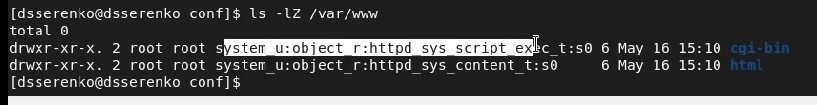 [dsserenko@dsserenko conf]$ ls -lZ /var/www
total 0
drwxr-xr-x. 2 root root system_u:object_r:httpd_sys_script_exec_t:s0 6 May 16 15:10 cgi-bin
drwxr-xr-x. 2 root root system_u:object_r:httpd_sys_content_t:s0     6 May 16 15:10 html
[dsserenko@dsserenko conf]$